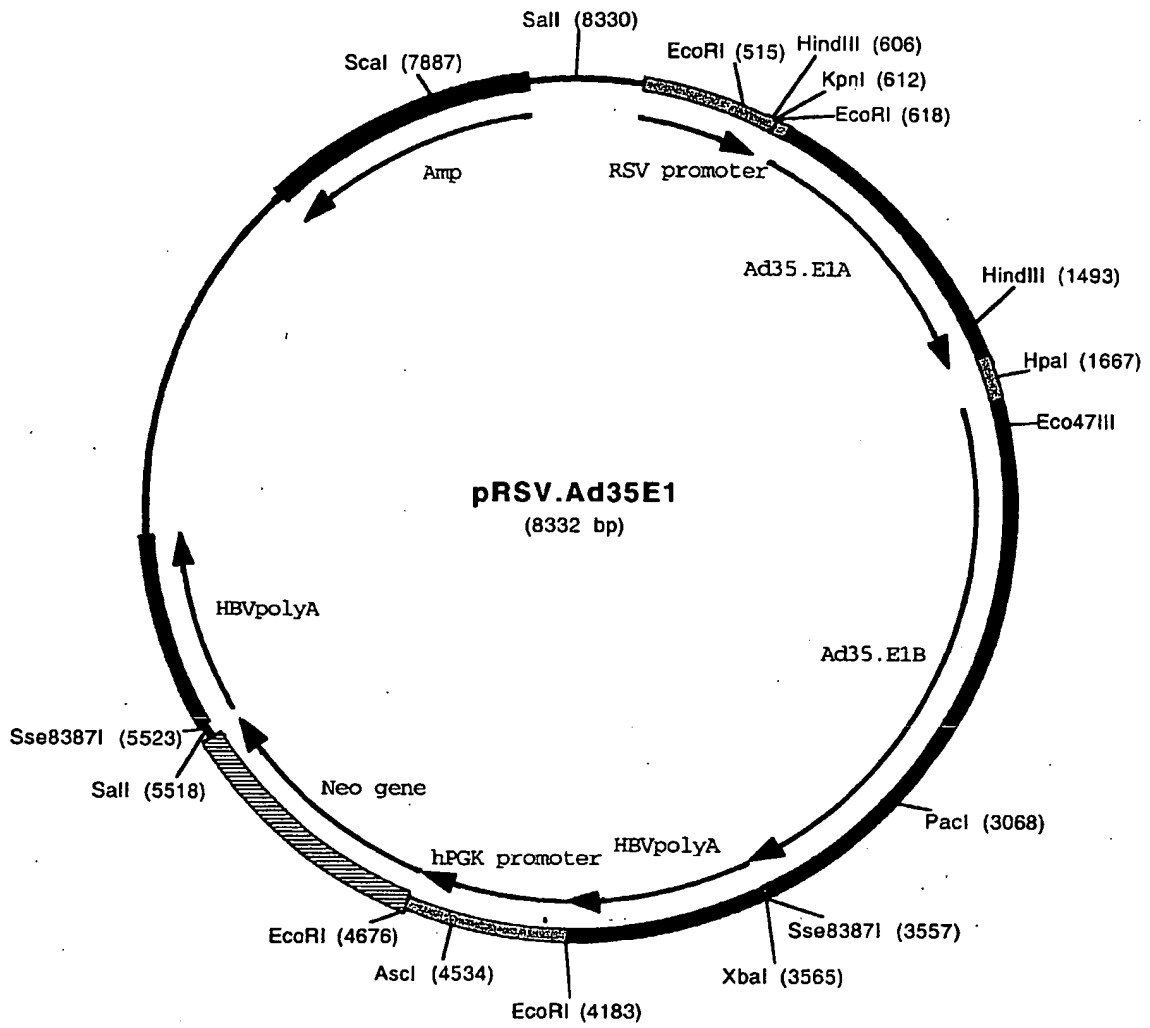 SalI (8330)
ScaI (7887)
EcoRI (515)
HindIII (606)
KpnI (612)
EcoRI (618)
Amp
RSV promoter
Ad35.E1A
HindIII (1493)
HpaI (1667)
Eco47III
pRSV.Ad35E1
(8332 bp)
HBVpolyA
Ad35.E1B
Sse8387I (5523)
SalI (5518)
Neo gene
PacI (3068)
hPGK promoter
HBVpolyA
EcoRI (4676)
Sse8387I (3557)
AscI (4534)
XbaI (3565)
EcoRI (4183)